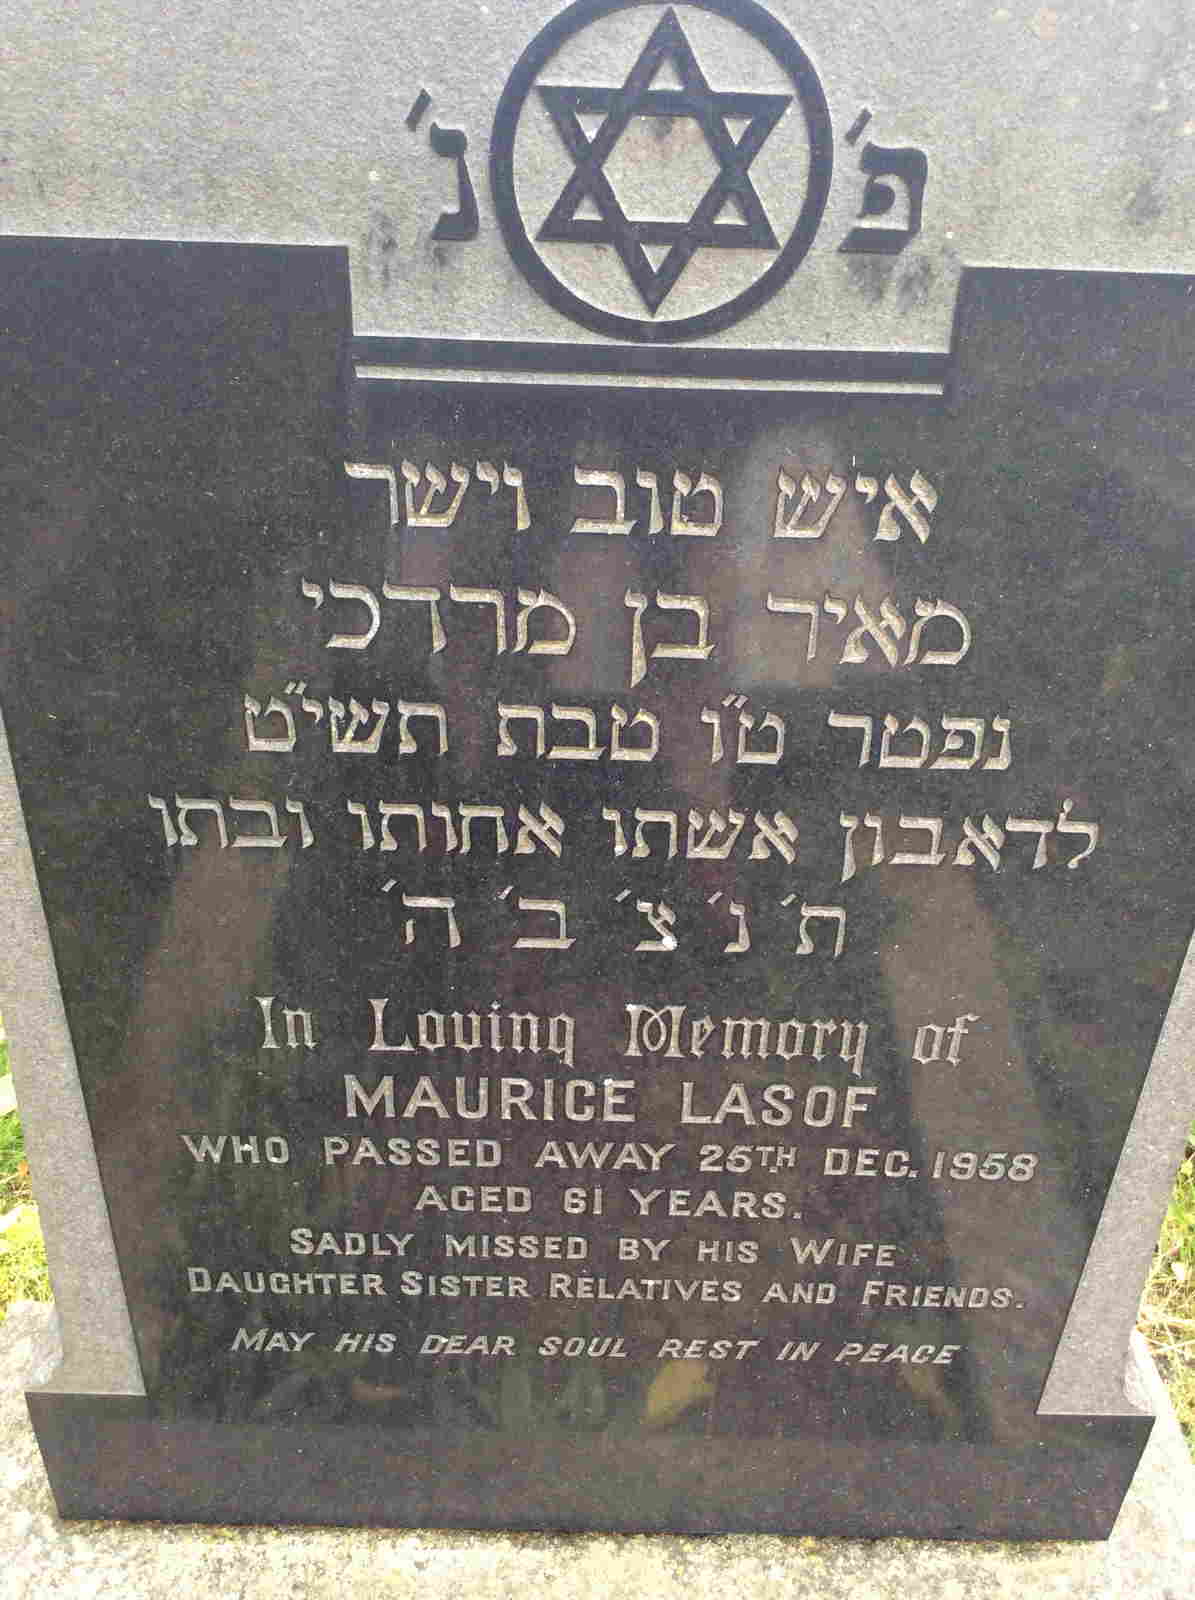 פ' נ'
איש טוב וישר
מאיר בן מרדכי
נפטר ט"ו טבת תשי"ט
לדאבון אשתו אחותו ובתו
ת' נ' צ' ב' ה'
In Loving Memory of
MAURICE LASOF
WHO PASSED AWAY 25TH DEC. 1958
AGED 61 YEARS.
SADLY MISSED BY HIS WIFE
DAUGHTER SISTER RELATIVES AND FRIENDS.
MAY HIS DEAR SOUL REST IN PEACE